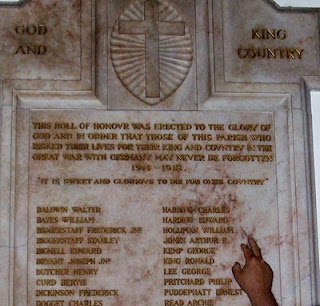 GOD AND
KING COUNTRY
THIS ROLL OF HONOUR WAS ERECTED TO THE GLORY OF
GOD AND IN ORDER THAT THOSE OF THIS PARISH WHO
RISKED THEIR LIVES FOR THEIR KING AND COUNTRY IN THE
GREAT WAR WITH GERMANY MAY NEVER BE FORGOTTEN
1914-1918
"IT IS SWEET AND GLORIOUS TO DIE FOR ONES COUNTRY"
BALDWIN WALTER
BATES WILLIAM
BIGGERSTAFF FREDERICK JNR
BIGGERSTAFF STANLEY
BIGNELL EDWARD
BRYANT JOSEPH JNR
BUTCHER HENRY
CURD BERTIE
DICKINSON FREDERICK
DOGGET CHARLES
HARDING CHARLES
HARDING EDWARD
WILLIAM
JONES ARTHUR E.
KEMP GEORGE
KING RONALD
LEE GEORGE
PRITCHARD PHILIP
PUDDEPHATT ERNEST
READ ARCHIE